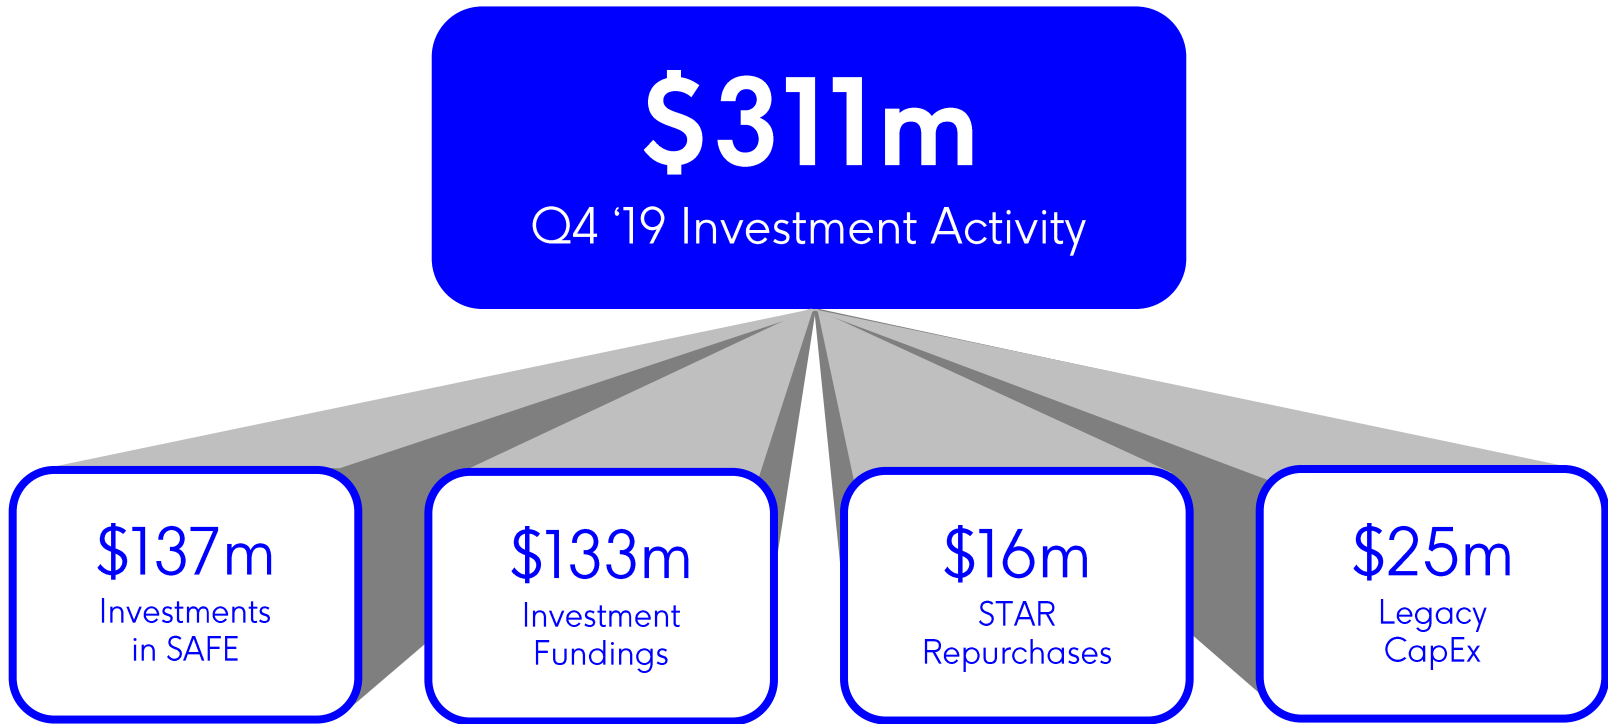 $311m
Q4 ‘19 Investment Activity
$137m
Investments
in SAFE
$133m
Investment
Fundings
$16m
STAR
Repurchases
$25m
Legacy
CapEx